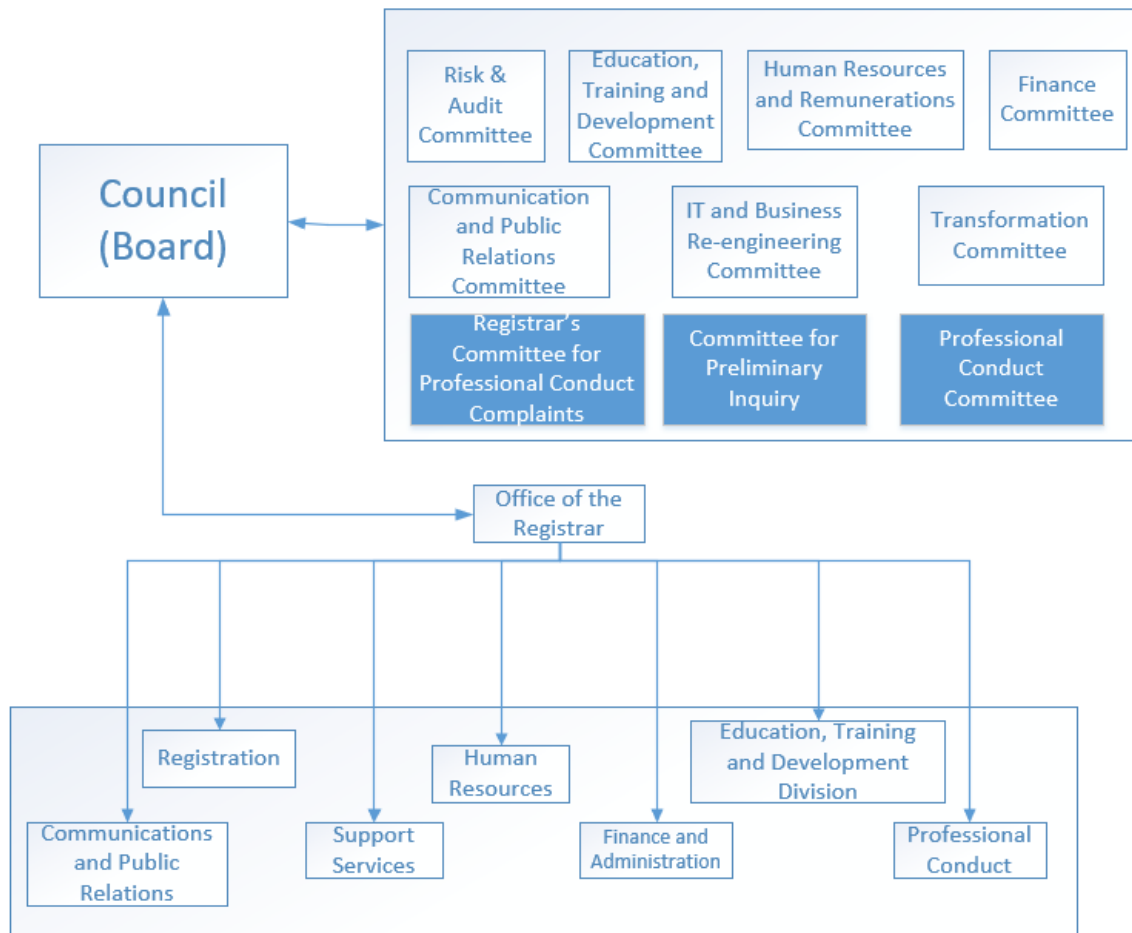 Risk &
Audit
Committee
Education,
Training and
Development
Committee
Human Resources
and Remunerations
Committee
Finance
Committee
Council
(Board)
Communication
and Public
Relations
Committee
IT and Business
Re-engineering
Committee
Transformation
Committee
Registrar's
Committee for
Professional Conduct
Complaints
Committee for
Preliminary
Inquiry
Professional
Conduct
Committee
Office of the
Registrar
Registration
Human
Resources
Education, Training
and Development
Division
Communications
and Public
Relations
Support
Services
Finance and
Administration
Professional
Conduct